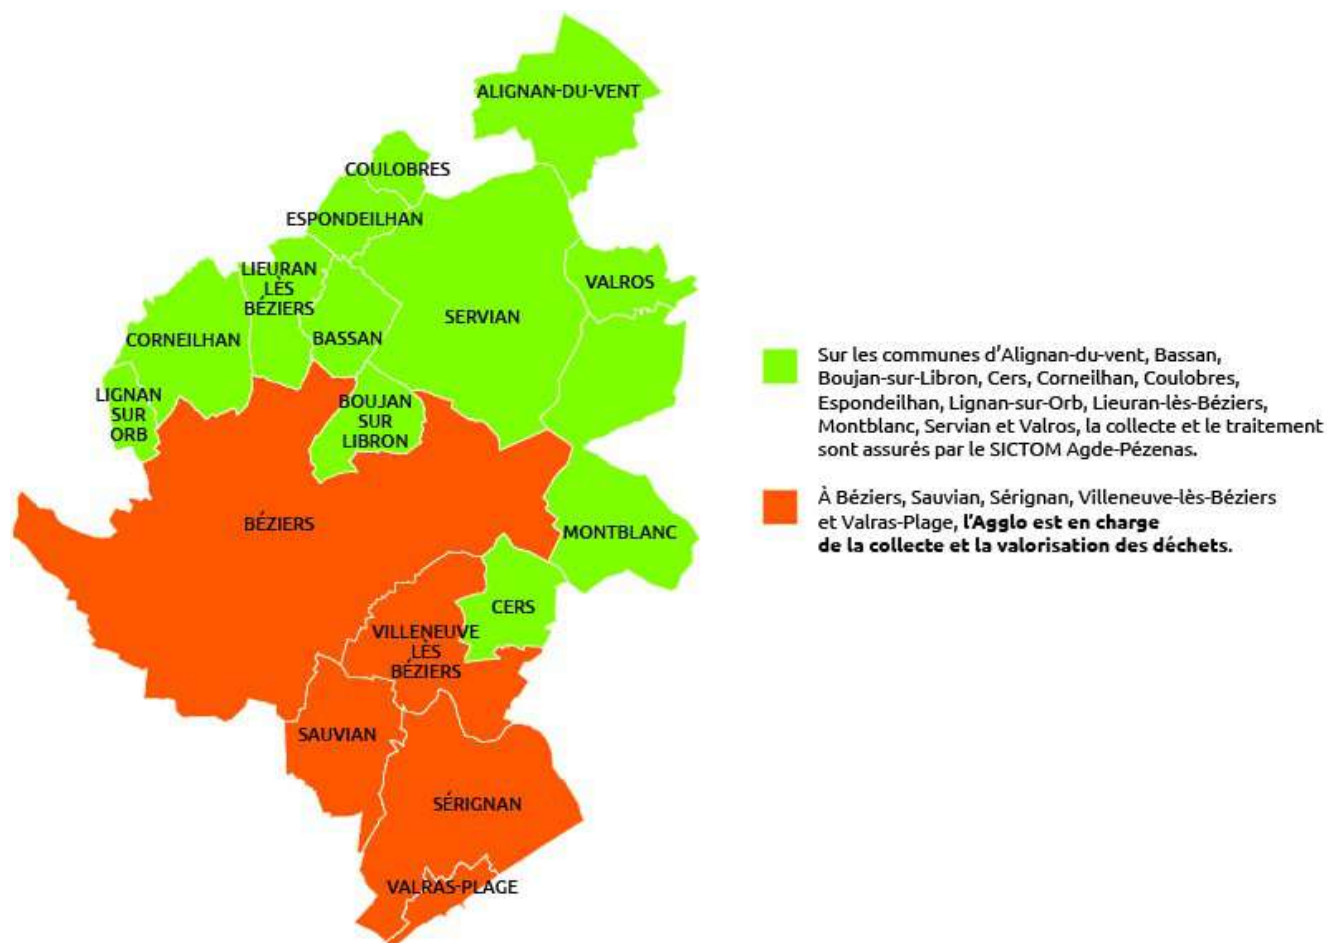 ALIGNAN-DU-VENT
COULOBRES
ESPONDEILHAN
LIEURAN
LÈS
BÉZIERS
VALROS
SERVIAN
CORNEILHAN
BASSAN
LIGNAN
SUR
ORB
BOUJAN
SUR
LIBRON
BÉZIERS
MONTBLANC
CERS
VILLENEUVE
LÈS
BÉZIERS
SAUVIAN
SÉRIGNAN
VALRAS-PLAGE
Sur les communes d'Alignan-du-vent, Bassan,
Boujan-sur-Libron, Cers, Corneilhan, Coulobres,
Espondeilhan, Lignan-sur-Orb, Lieuran-lès-Béziers,
Montblanc, Servian et Valros, la collecte et le traitement
sont assurés par le SICTOM Agde-Pézenas.
À Béziers, Sauvian, Sérignan, Villeneuve-lès-Béziers
et Valras-Plage, l'Agglo est en charge
de la collecte et la valorisation des déchets.